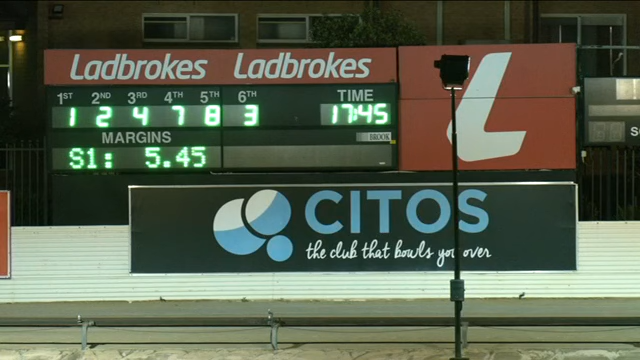 Ladbrokes Ladbrokes L
1ST 2ND 3RD 4TH 5TH 6TH TIME
1 2 4 7 8 3 17:45
MARGINS
BROOK
S1: 5.45
CITOS
the club that bowls you over